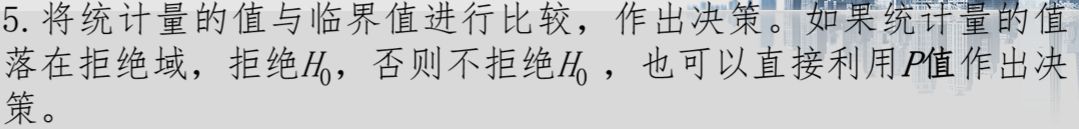 5.将统计量的值与临界值进行比较，作出决策。如果统计量的值
落在拒绝域，拒绝H₀，否则不拒绝H₀ ，也可以直接利用P值作出决
策。